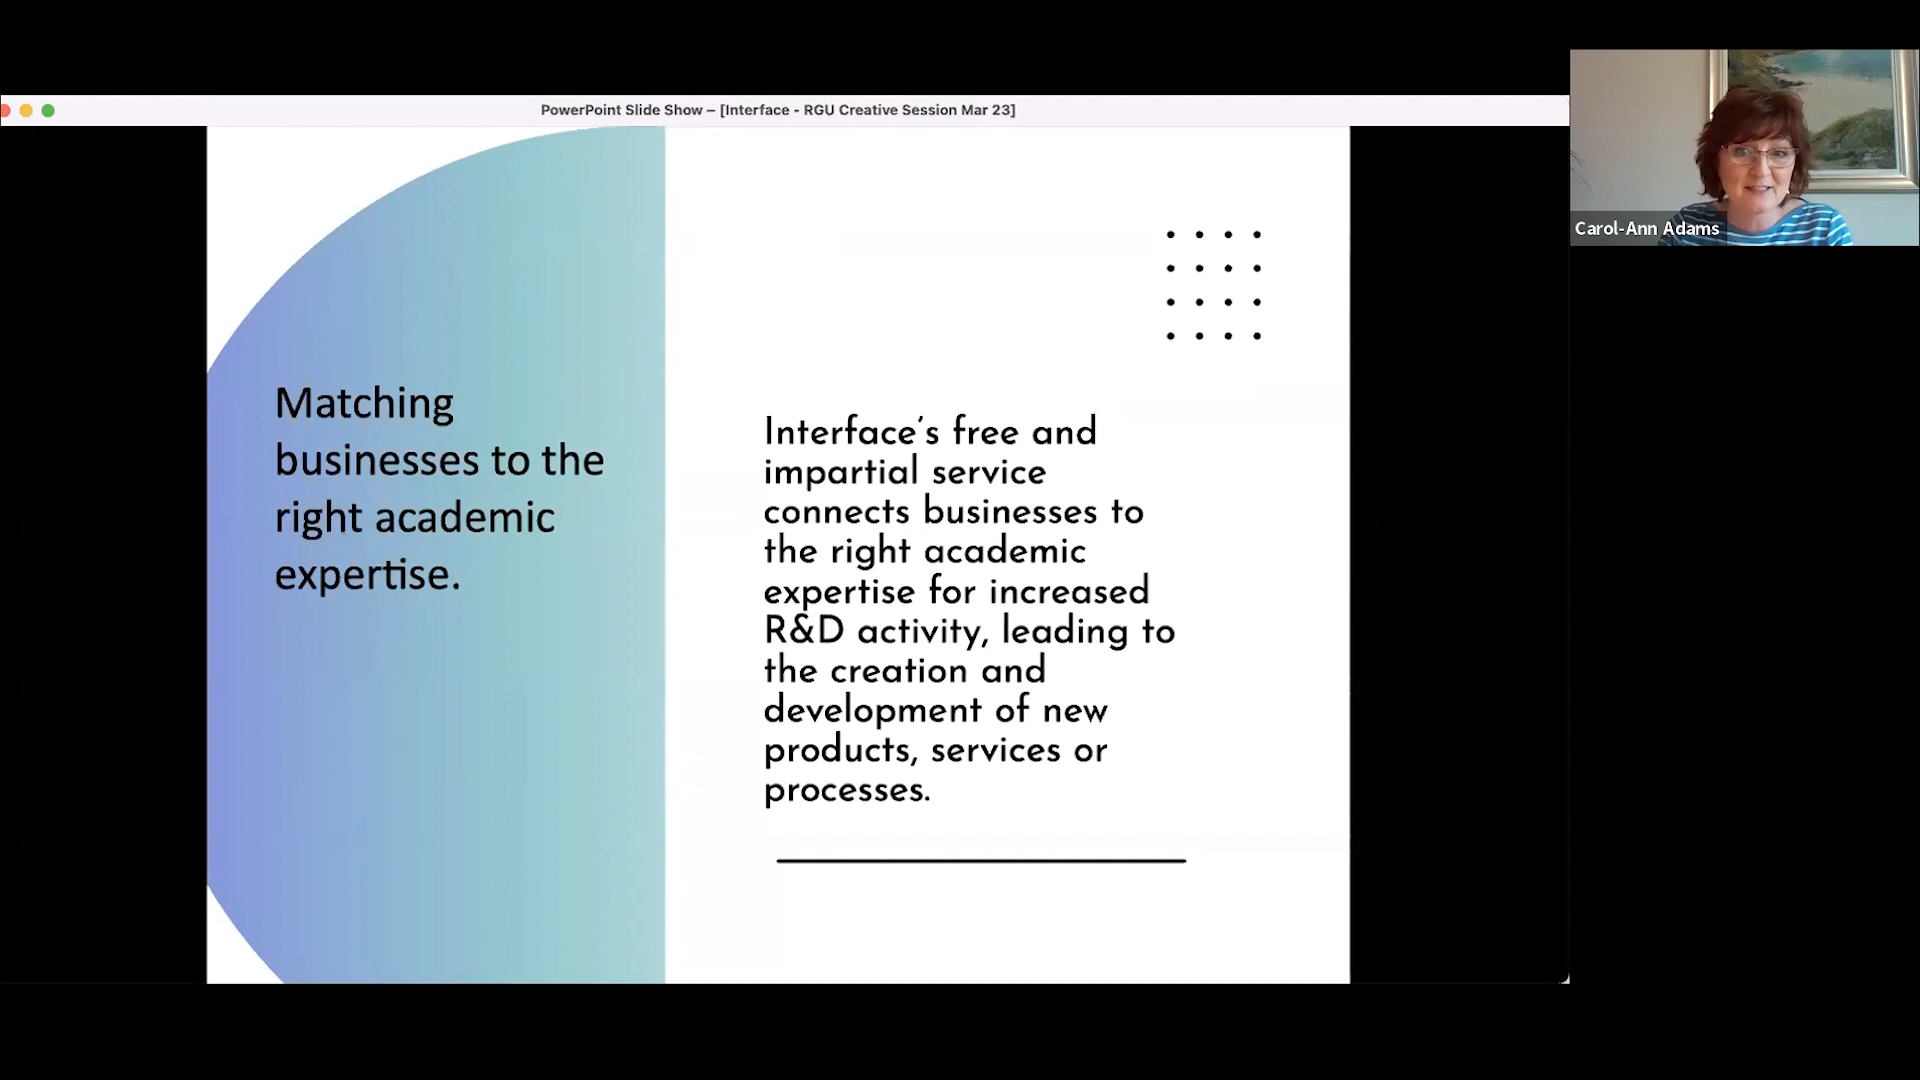 PowerPoint Slide Show – [Interface - RGU Creative Session Mar 23]
Carol-Ann Adams
Matching
businesses to the
right academic
expertise.
Interface’s free and
impartial service
connects businesses to
the right academic
expertise for increased
R&D activity, leading to
the creation and
development of new
products, services or
processes.